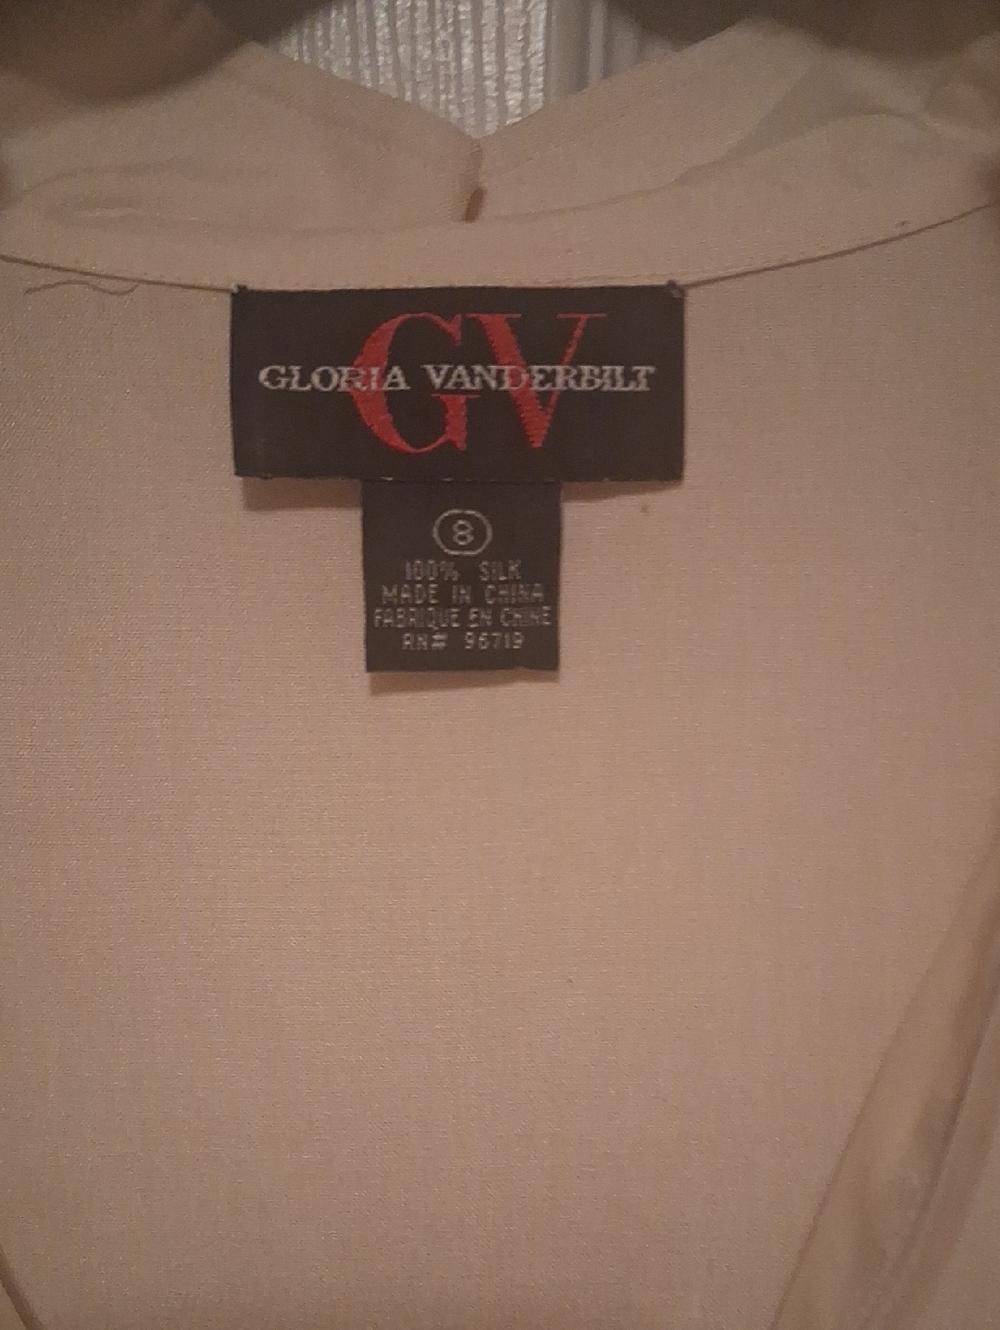 GV
GLORIA VANDERBILT
8
100% SILK
MADE IN CHINA
FABRIQUE EN CHINE
RN# 96719